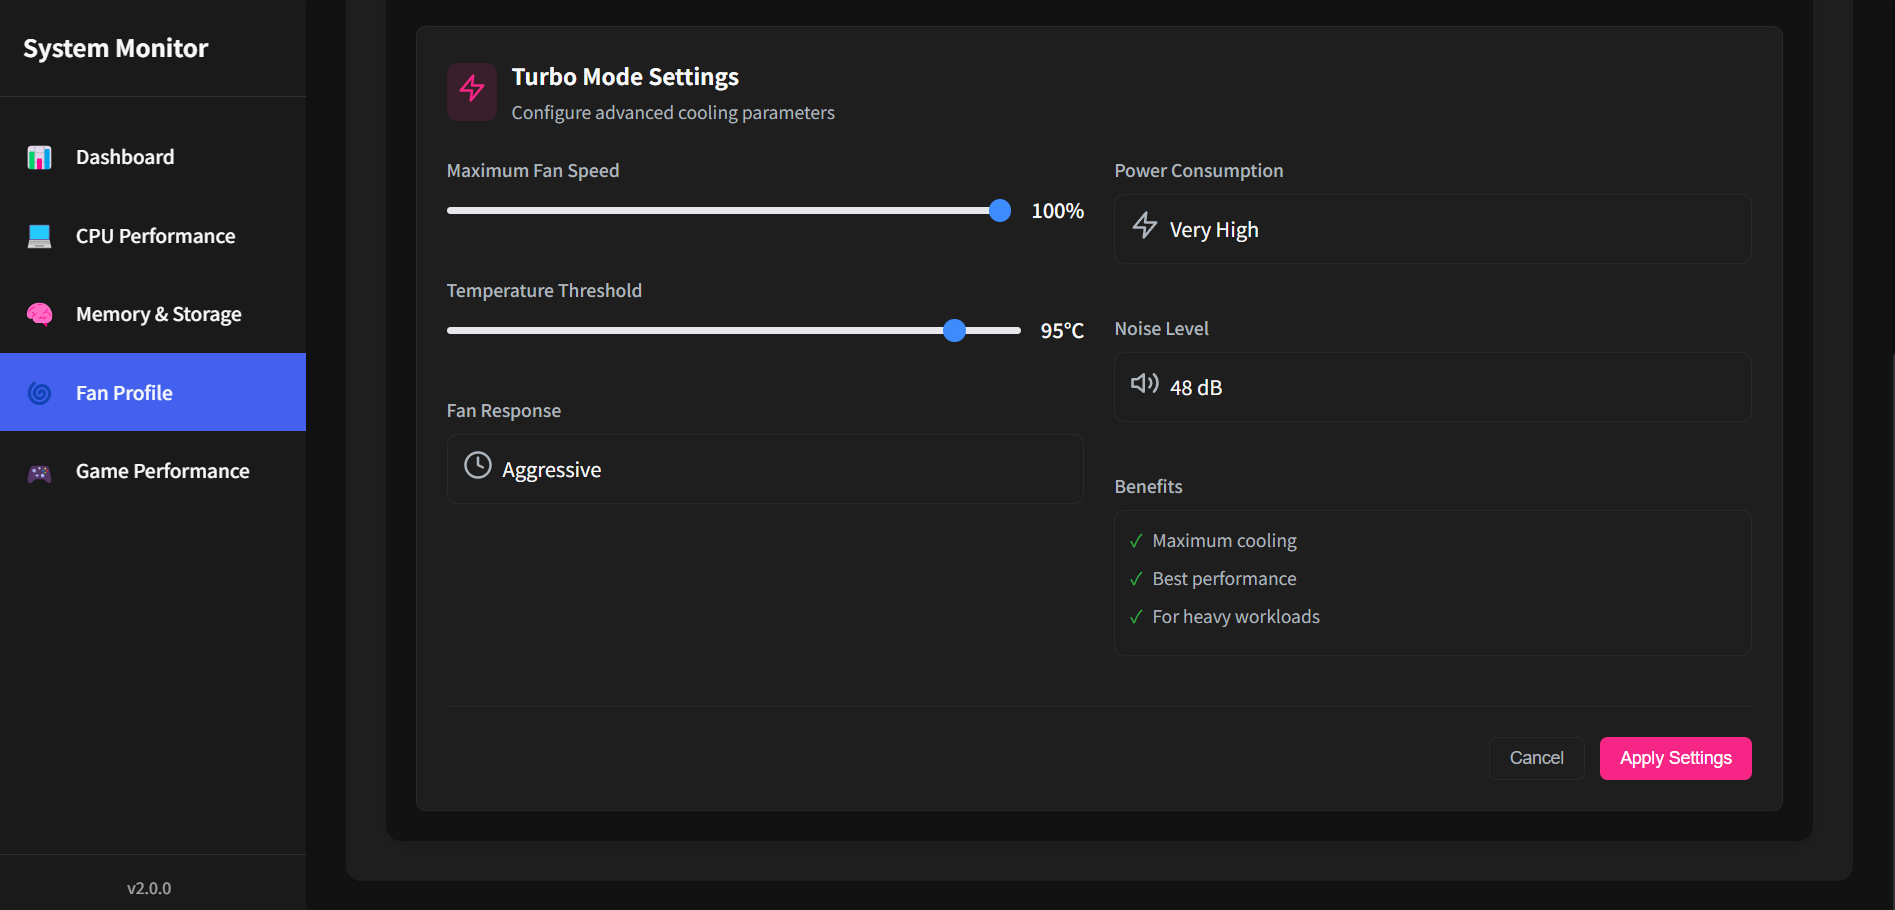 System Monitor
Dashboard
CPU Performance
Memory & Storage
Fan Profile
Game Performance
v2.0.0
Turbo Mode Settings
Configure advanced cooling parameters
Maximum Fan Speed
100%
Temperature Threshold
95°C
Fan Response
Aggressive
Power Consumption
Very High
Noise Level
48 dB
Benefits
✓ Maximum cooling
✓ Best performance
✓ For heavy workloads
Cancel
Apply Settings